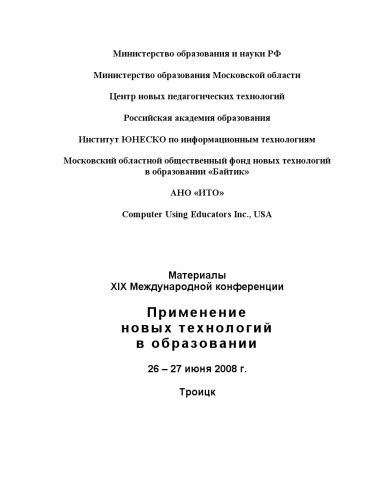 Министерство образования и науки РФ
Министерство образования Московской области
Центр новых педагогических технологий
Российская академия образования
Институт ЮНЕСКО по информационным технологиям
Московский областной общественный фонд новых технологий
в образовании «Байтик»
АНО «ИТО»
Computer Using Educators Inc., USA
Материалы
XIX Международной конференции
Применение
новых технологий
в образовании
26 – 27 июня 2008 г.
Троицк